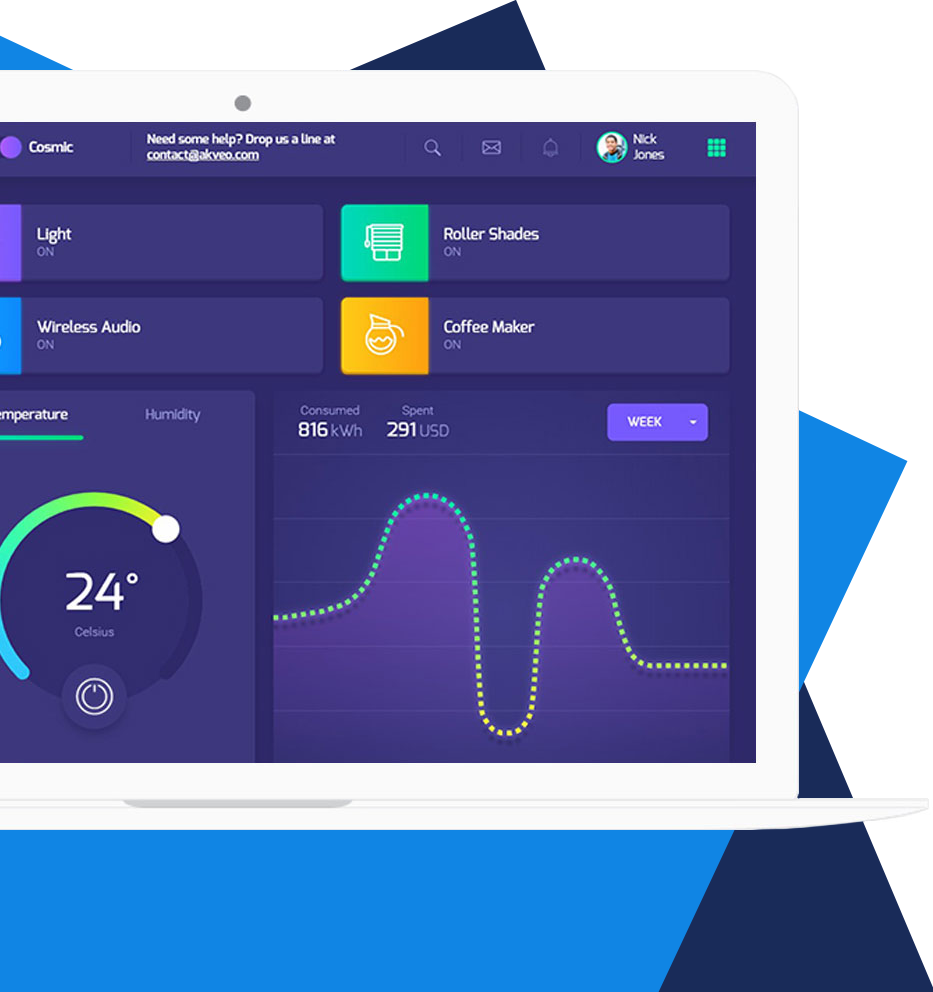 Cosmic
Need some help? Drop us a line at
contact@akveo.com
Nick
Jones
Light
ON
Roller Shades
ON
Wireless Audio
ON
Coffee Maker
ON
emperature
Humidity
Consumed
816 kWh
Spent
291 USD
WEEK
24°
Celsius